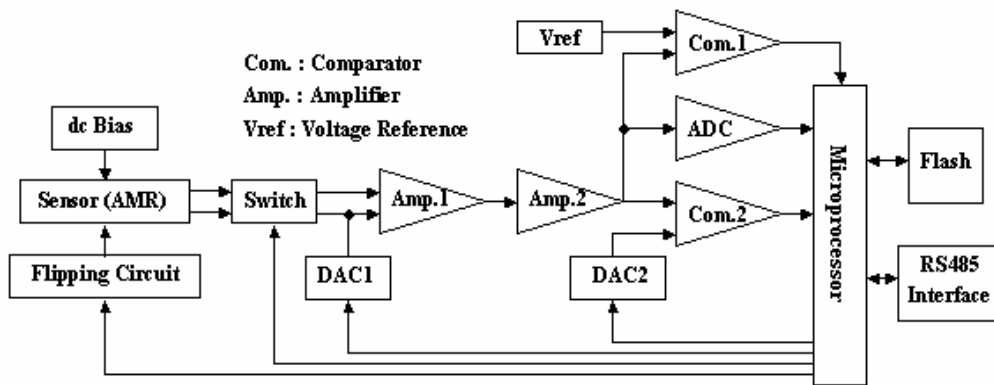 Vref
Com.1
Com. : Comparator
Amp. : Amplifier
Vref : Voltage Reference
dc Bias
ADC
Microprocessor
Flash
Sensor (AMR)
Switch
Amp.1
Amp.2
Com.2
Flipping Circuit
DAC1
DAC2
RS485
Interface